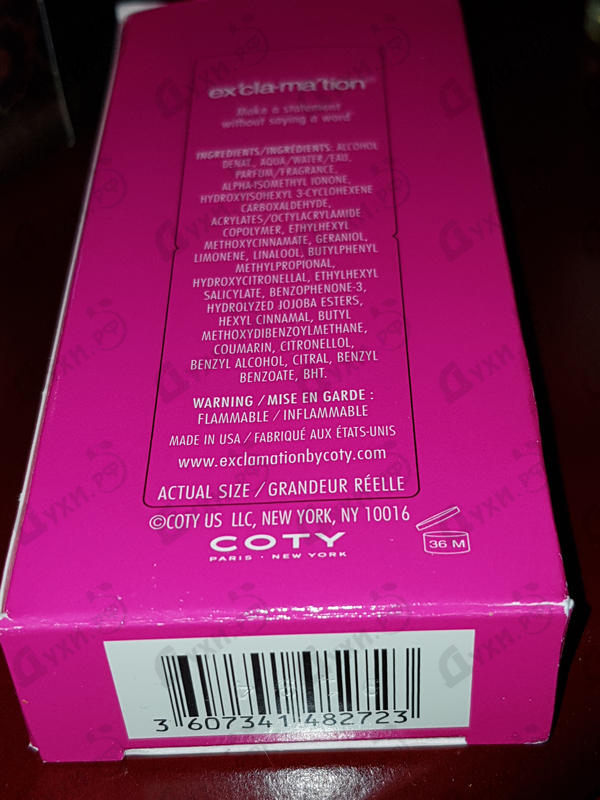 ex'cla·ma'tion
Make a statement
without saying a word
INGREDIENTS/INGRÉDIENTS: ALCOHOL
DENAT., AQUA/WATER/EAU,
PARFUM/FRAGRANCE,
ALPHA-ISOMETHYL IONONE,
HYDROXYISOHEXYL 3-CYCLOHEXENE
CARBOXALDEHYDE,
ACRYLATES/OCTYLACRYLAMIDE
COPOLYMER, ETHYLHEXYL
METHOXYCINNAMATE, GERANIOL,
LIMONENE, LINALOOL, BUTYLPHENYL
METHYLPROPIONAL,
HYDROXYCITRONELLAL, ETHYLHEXYL
SALICYLATE, BENZOPHENONE-3,
HYDROLYZED JOJOBA ESTERS,
HEXYL CINNAMAL, BUTYL
METHOXYDIBENZOYLMETHANE,
COUMARIN, CITRONELLOL,
BENZYL ALCOHOL, CITRAL, BENZYL
BENZOATE, BHT.
WARNING / MISE EN GARDE :
FLAMMABLE / INFLAMMABLE
MADE IN USA / FABRIQUÉ AUX ÉTATS-UNIS
www.exclamationbycoty.com
ACTUAL SIZE / GRANDEUR RÉELLE
©COTY US LLC, NEW YORK, NY 10016
COTY
PARIS · NEW YORK
36 M
3 607341 482723
Духи.рф